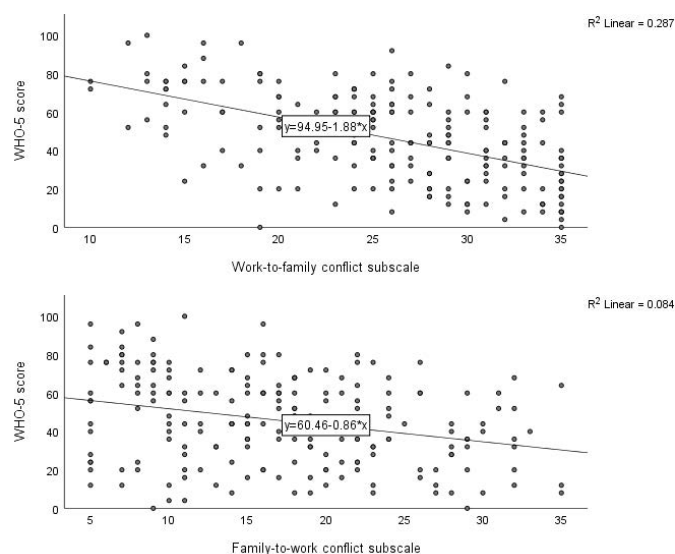 R² Linear = 0.287
100
80
60
40
20
0
WHO-5 score
y=94.95-1.88*x
10 15 20 25 30 35
Work-to-family conflict subscale
R² Linear = 0.084
100
80
60
40
20
0
WHO-5 score
y=60.46-0.86*x
5 10 15 20 25 30 35
Family-to-work conflict subscale